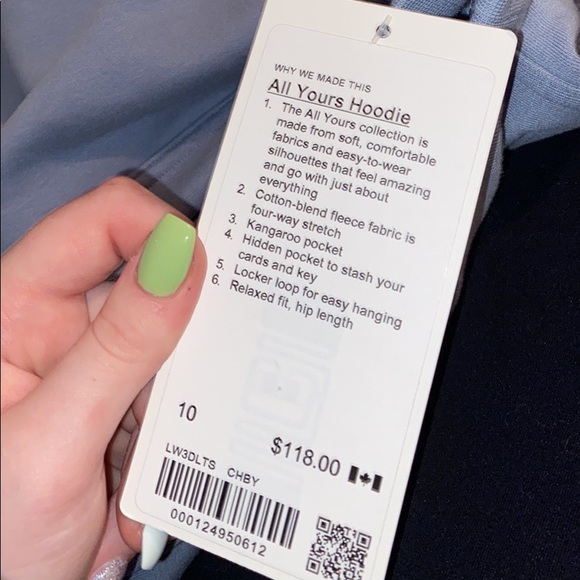 WHY WE MADE THIS
All Yours Hoodie
1. The All Yours collection is
made from soft, comfortable
fabrics and easy-to-wear
silhouettes that feel amazing
and go with just about
everything
2. Cotton-blend fleece fabric is
four-way stretch
3. Kangaroo pocket
4. Hidden pocket to stash your
cards and key
5. Locker loop for easy hanging
6. Relaxed fit, hip length
10
$118.00
LW3DLTS CHBY
000124950612